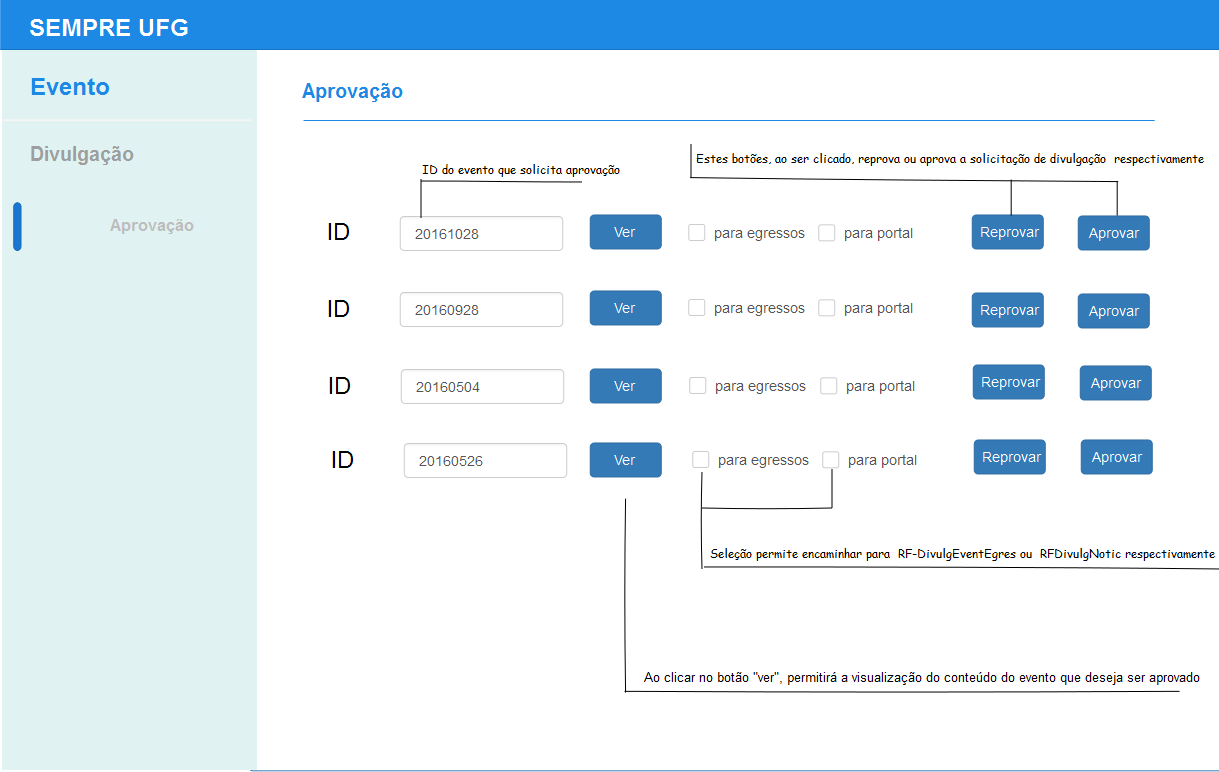 SEMPRE UFG
Evento
Aprovação
Divulgação
Estes botões, ao ser clicado, reprova ou aprova a solicitação de divulgação respectivamente
ID do evento que solicita aprovação
Aprovação
ID 20161028 Ver para egressos para portal Reprovar Aprovar
ID 20160928 Ver para egressos para portal Reprovar Aprovar
ID 20160504 Ver para egressos para portal Reprovar Aprovar
ID 20160526 Ver para egressos para portal Reprovar Aprovar
Seleção permite encaminhar para RF-DivulgEventEgres ou RFDivulgNotic respectivamente
Ao clicar no botão "ver", permitirá a visualização do conteúdo do evento que deseja ser aprovado